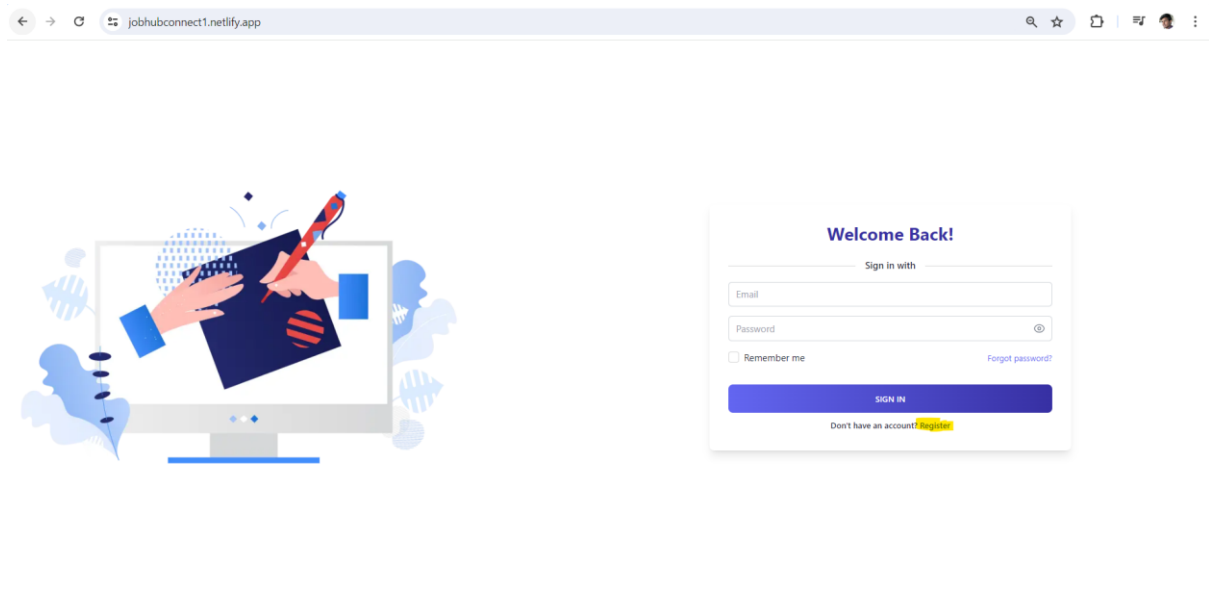 jobhubconnect1.netlify.app
Welcome Back!
Sign in with
Email
Password
Remember me
Forgot password?
SIGN IN
Don't have an account? Register